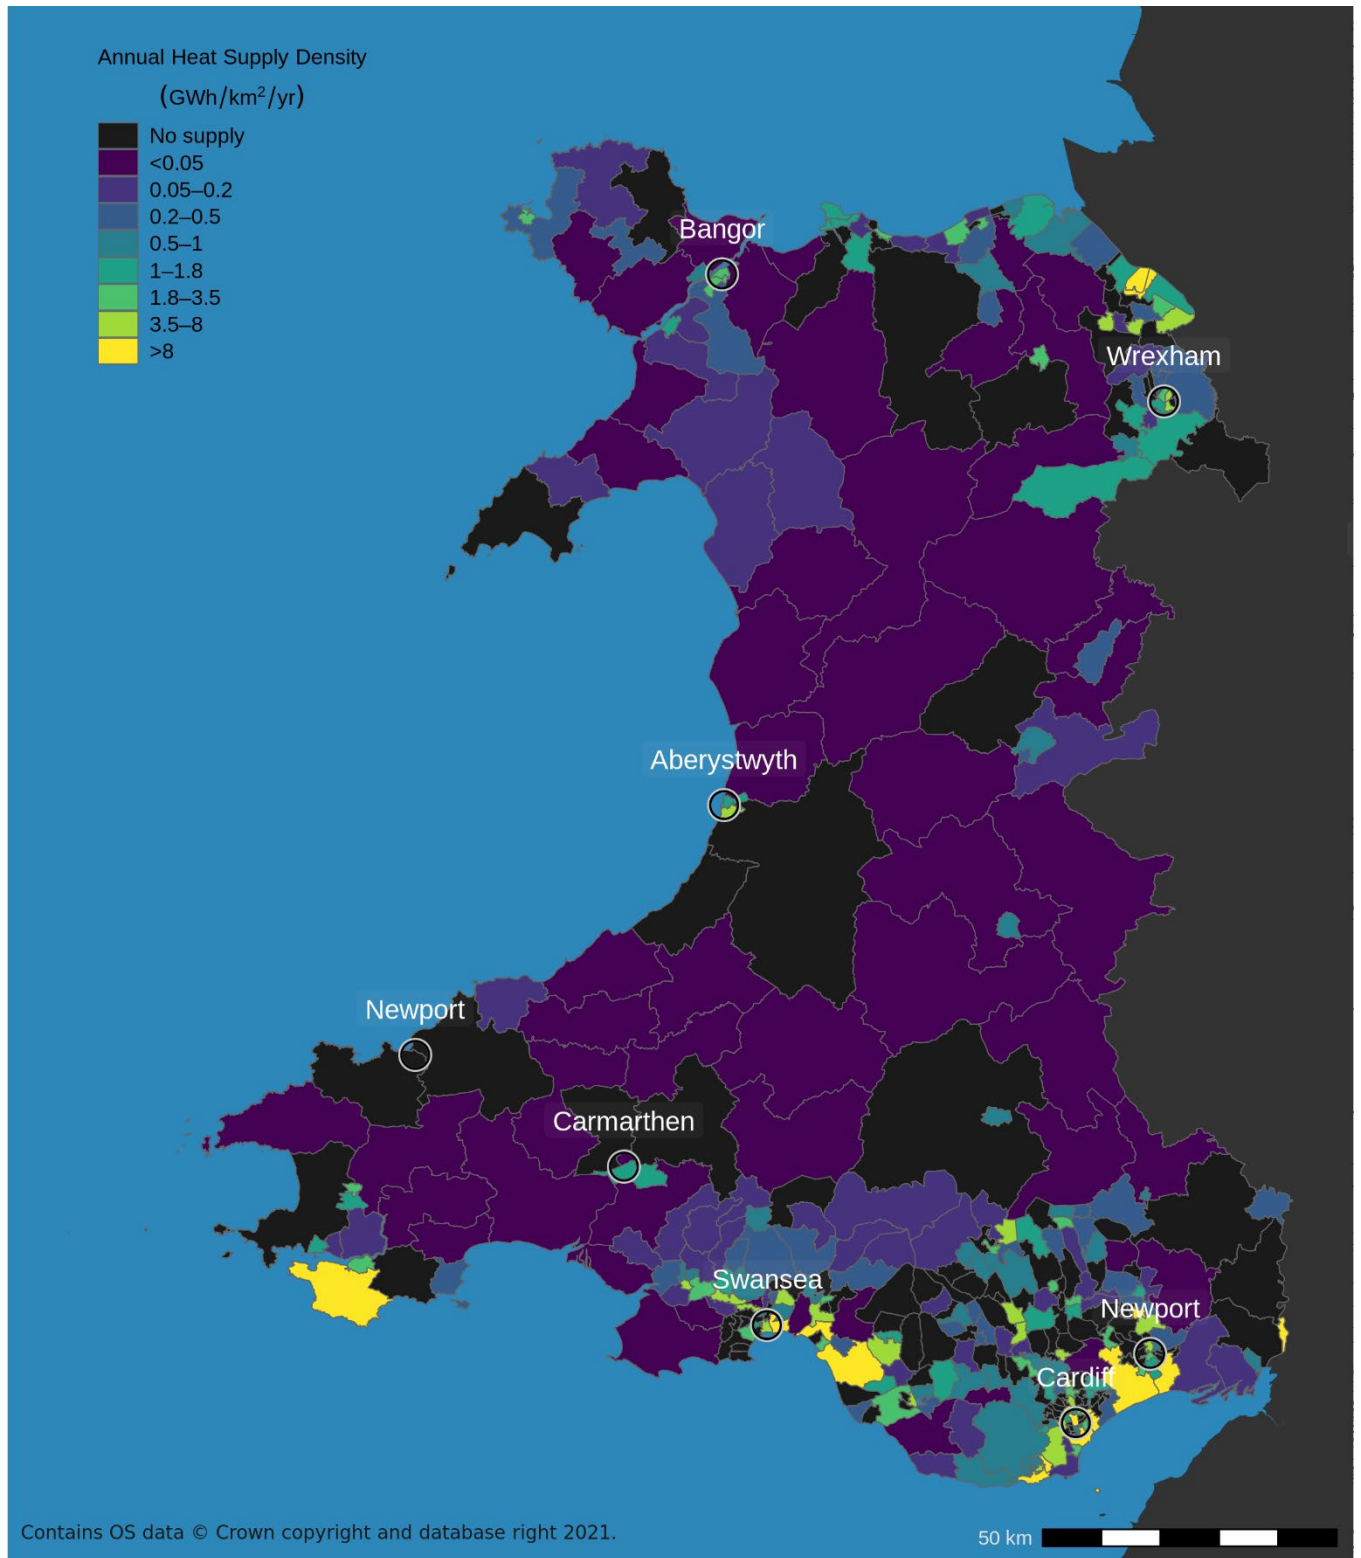 Annual Heat Supply Density
(GWh/km²/yr)
No supply
<0.05
0.05–0.2
0.2–0.5
0.5–1
1–1.8
1.8–3.5
3.5–8
>8
Bangor
Wrexham
Aberystwyth
Newport
Carmarthen
Swansea
Newport
Cardiff
Contains OS data © Crown copyright and database right 2021.
50 km